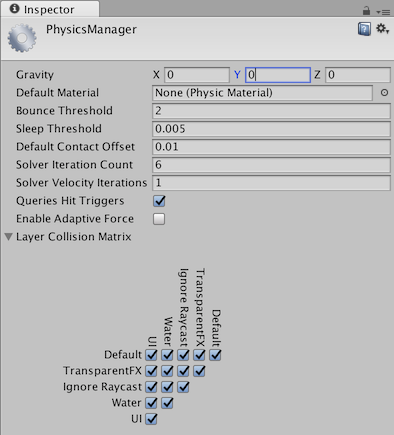 Inspector
PhysicsManager
Gravity X 0 Y 0 Z 0
Default Material None (Physic Material)
Bounce Threshold 2
Sleep Threshold 0.005
Default Contact Offset 0.01
Solver Iteration Count 6
Solver Velocity Iterations 1
Queries Hit Triggers
Enable Adaptive Force
Layer Collision Matrix
UI
Water
Ignore Raycast
TransparentFX
Default
Default
TransparentFX
Ignore Raycast
Water
UI